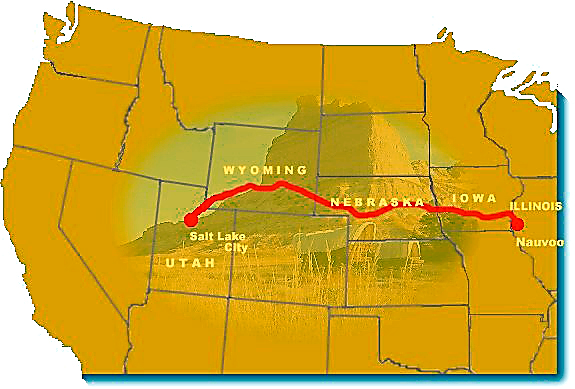 WYOMING
NEBRASKA
IOWA
ILLINOIS
Salt Lake
City
Nauvoo
UTAH